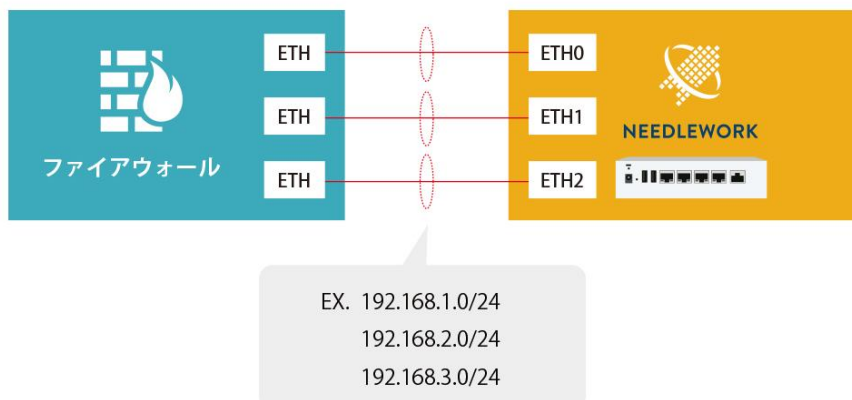 ファイアウォール
ETH
ETH
ETH
ETH0
ETH1
ETH2
NEEDLEWORK
EX. 192.168.1.0/24
192.168.2.0/24
192.168.3.0/24